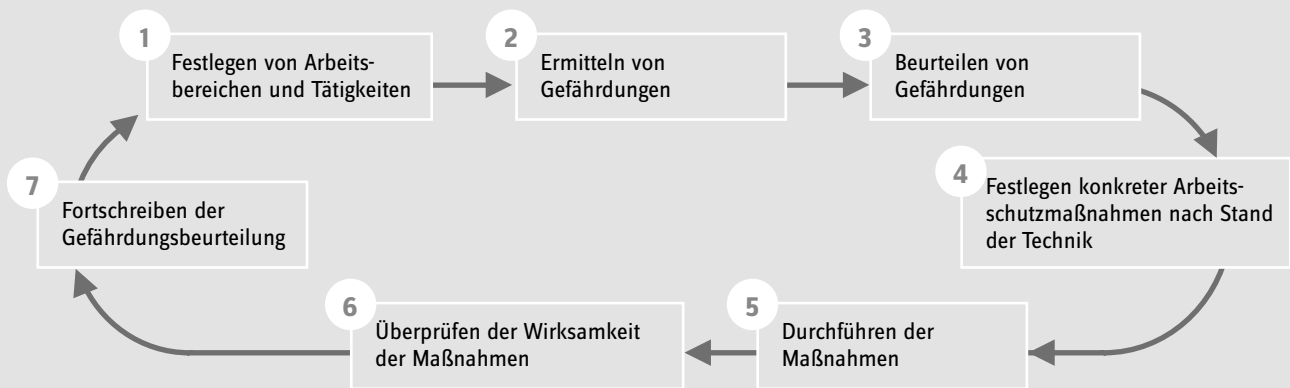 1
Festlegen von Arbeits-
bereichen und Tätigkeiten
2
Ermitteln von
Gefährdungen
3
Beurteilen von
Gefährdungen
4
Festlegen konkreter Arbeits-
schutzmaßnahmen nach Stand
der Technik
5
Durchführen der
Maßnahmen
6
Überprüfen der Wirksamkeit
der Maßnahmen
7
Fortschreiben der
Gefährdungsbeurteilung